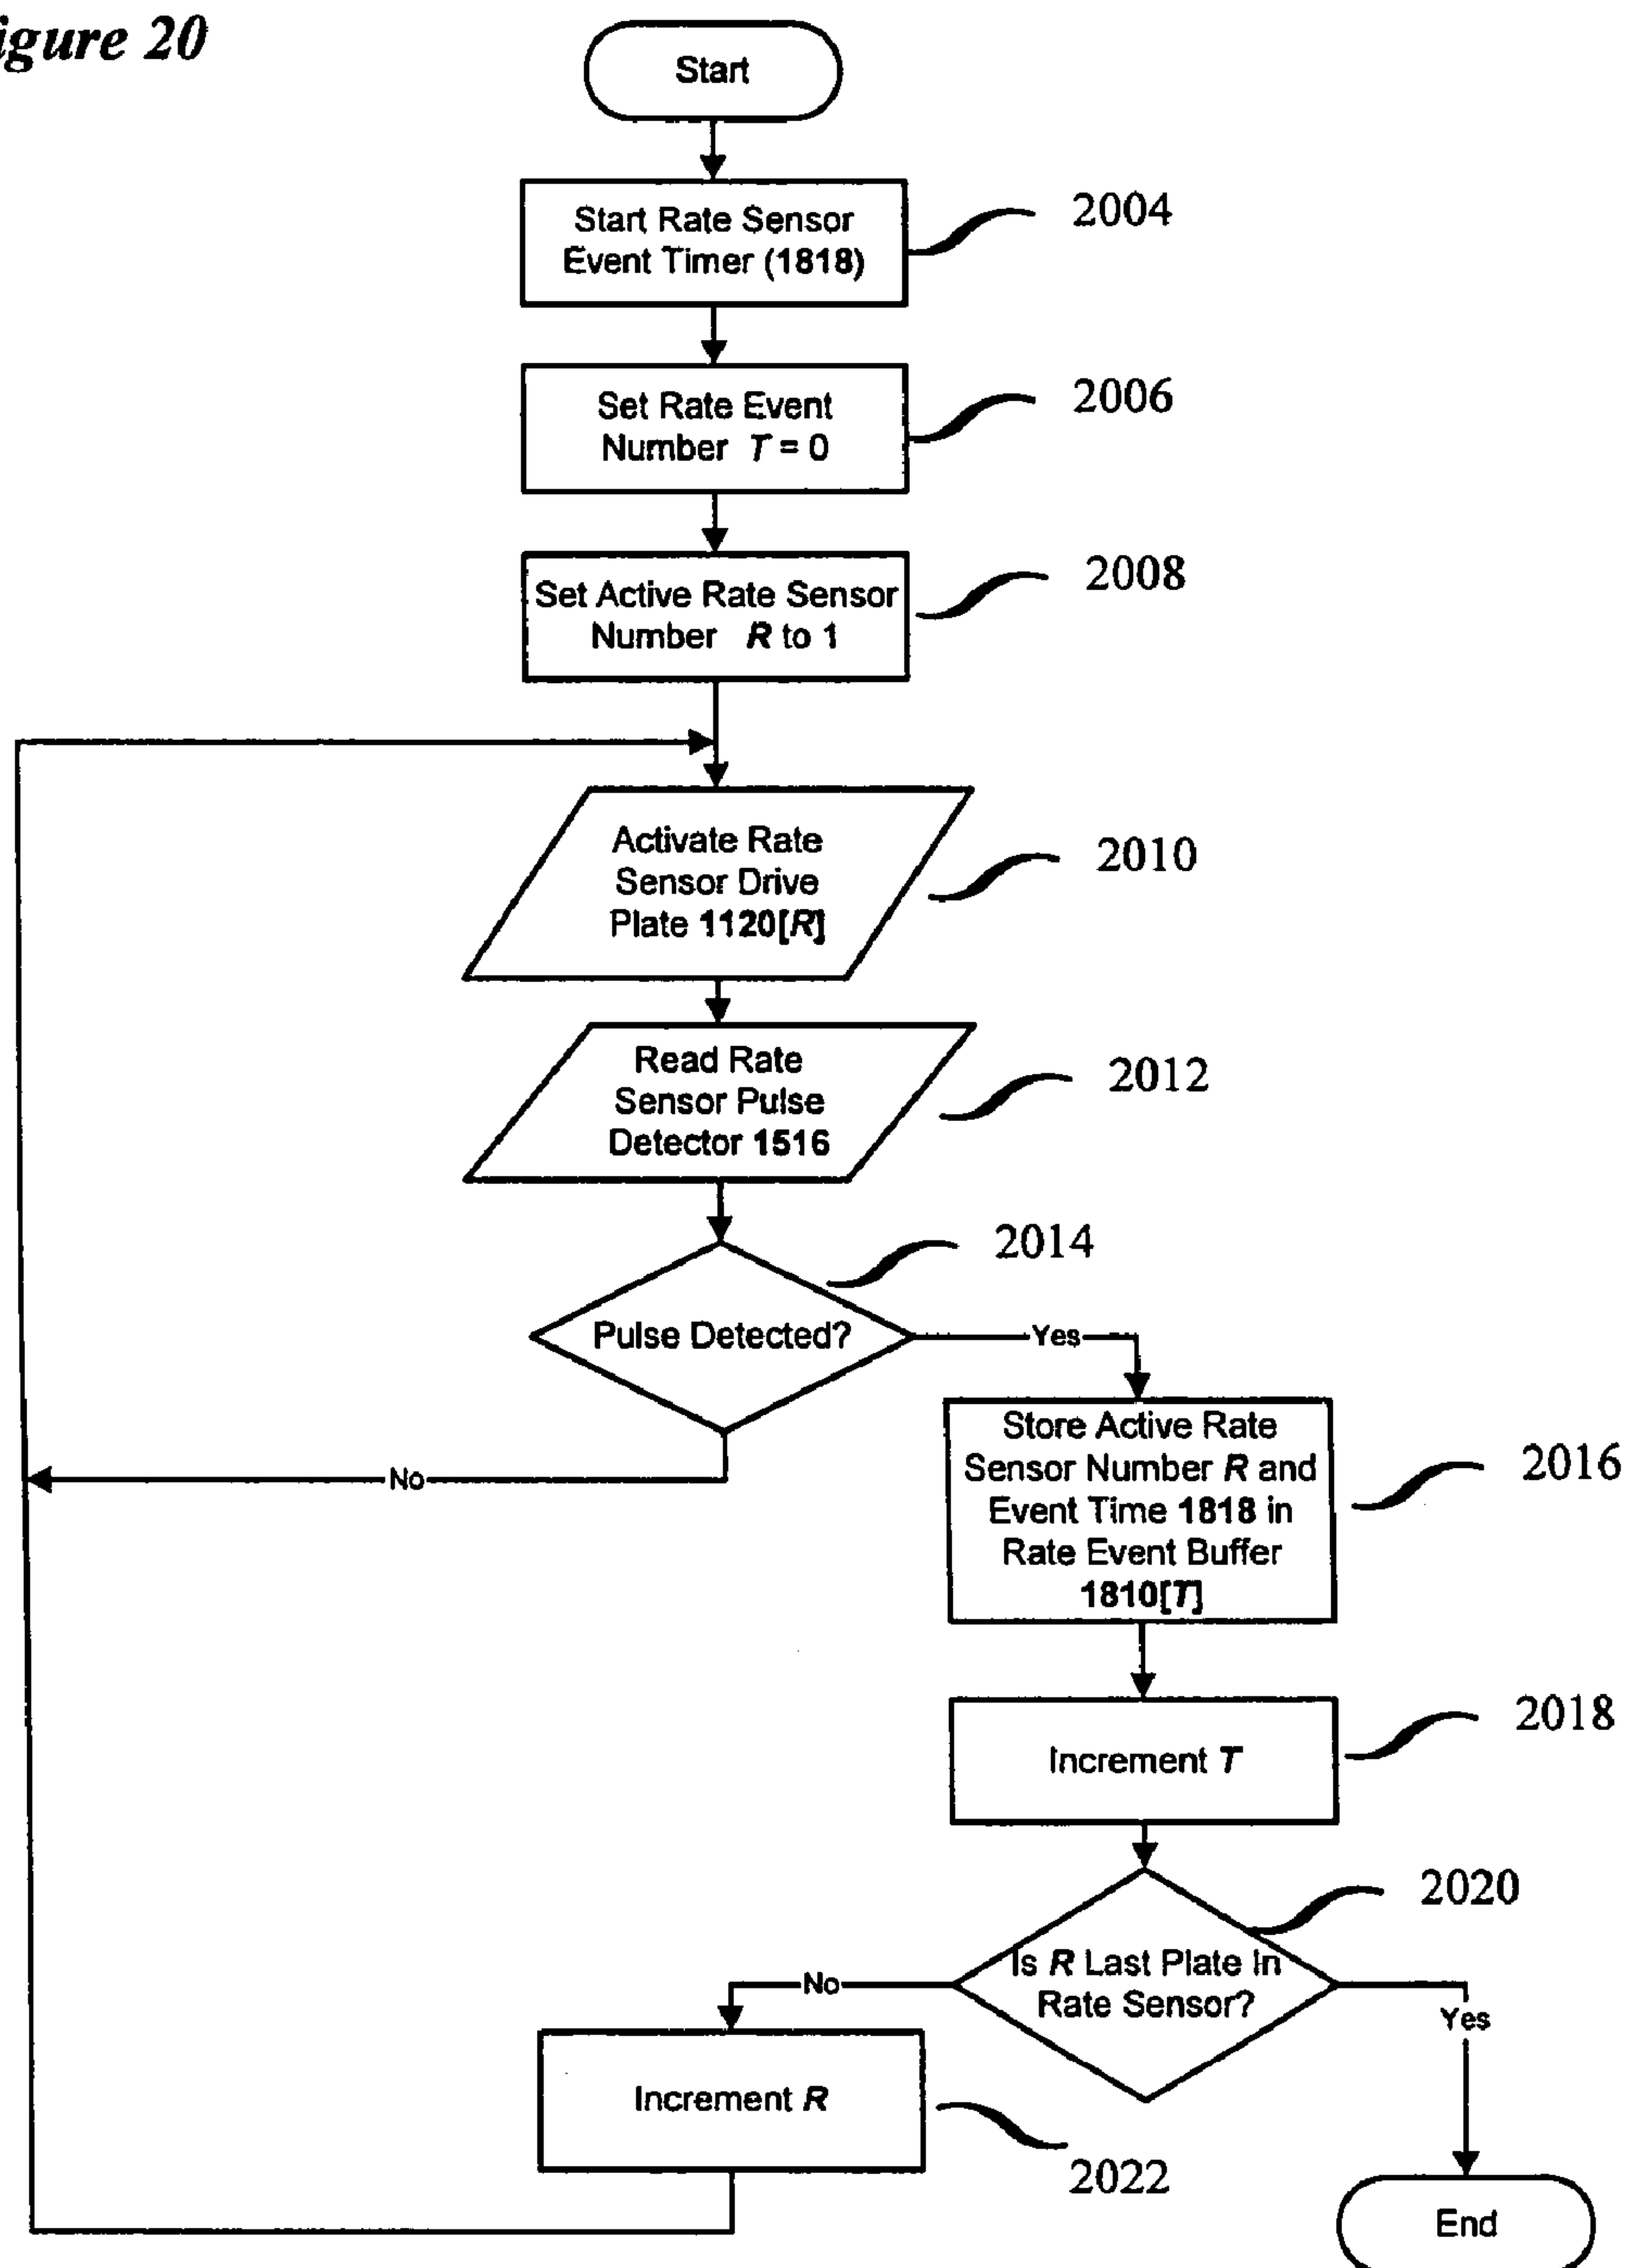 igure 20
Start
Start Rate Sensor
Event Timer (1818)
2004
Set Rate Event
Number T = 0
2006
Set Active Rate Sensor
Number R to 1
2008
Activate Rate
Sensor Drive
Plate 1120[R]
2010
Read Rate
Sensor Pulse
Detector 1516
2012
2014
Pulse Detected?
Yes
No
Store Active Rate
Sensor Number R and
Event Time 1818 in
Rate Event Buffer
1810[T]
2016
Increment T
2018
2020
Is R Last Plate In
Rate Sensor?
No
Yes
Increment R
2022
End